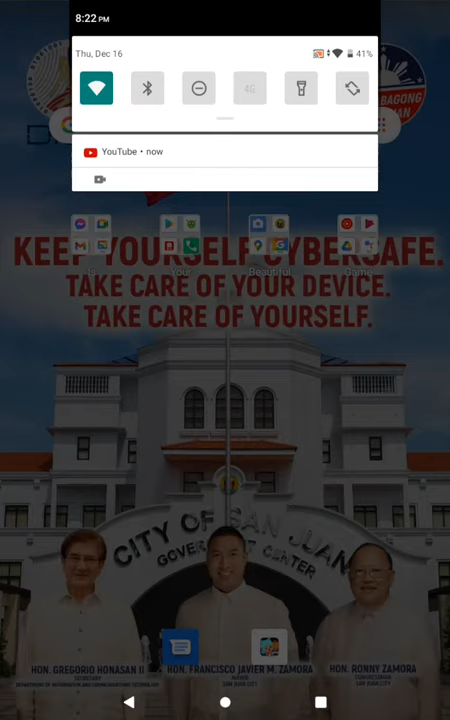 8:22 PM
Thu, Dec 16
41%
4G
YouTube • now
BAGONG
KEEP YOURSELF CYBERSAFE.
TAKE CARE OF YOUR DEVICE.
TAKE CARE OF YOURSELF.
Is
Your
Beautiful
Game
CITY OF SAN JUAN
GOVERNMENT CENTER
HON. GREGORIO HONASAN II
SECRETARY
DEPARTMENT OF INFORMATION AND COMMUNICATIONS TECHNOLOGY
HON. FRANCISCO JAVIER M. ZAMORA
MAYOR
SAN JUAN CITY
HON. RONNY ZAMORA
CONGRESSMAN
SAN JUAN CITY